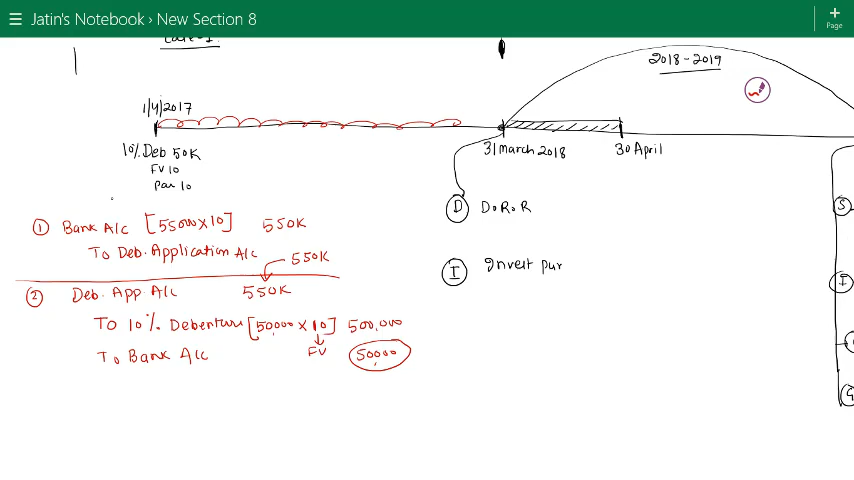 Jatin's Notebook › New Section 8
Page
Case-I
2018-2019
1/4/2017
10% Deb 50K
FV 10
Par 10
31 March 2018
30 April
① Bank A/c [55000 x 10] 550K
To Deb. Application A/c 550K
② Deb. App. A/c 550K
To 10% Debenture [50,000 x 10] 500,000
FV
To Bank A/c 50000
D D.R.R
I Invest pur
S
I